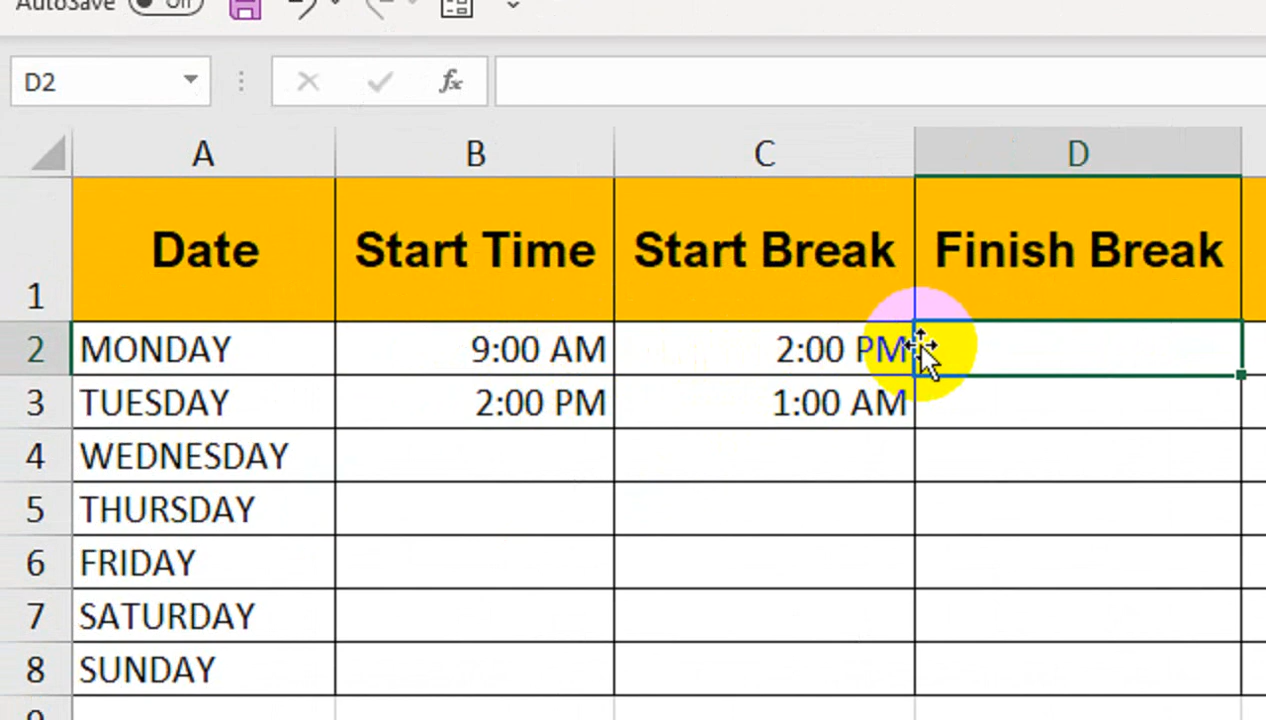 AutoSave Off
D2 fx
A B C D
1 Date Start Time Start Break Finish Break
2 MONDAY 9:00 AM 2:00 PM
3 TUESDAY 2:00 PM 1:00 AM
4 WEDNESDAY
5 THURSDAY
6 FRIDAY
7 SATURDAY
8 SUNDAY
9